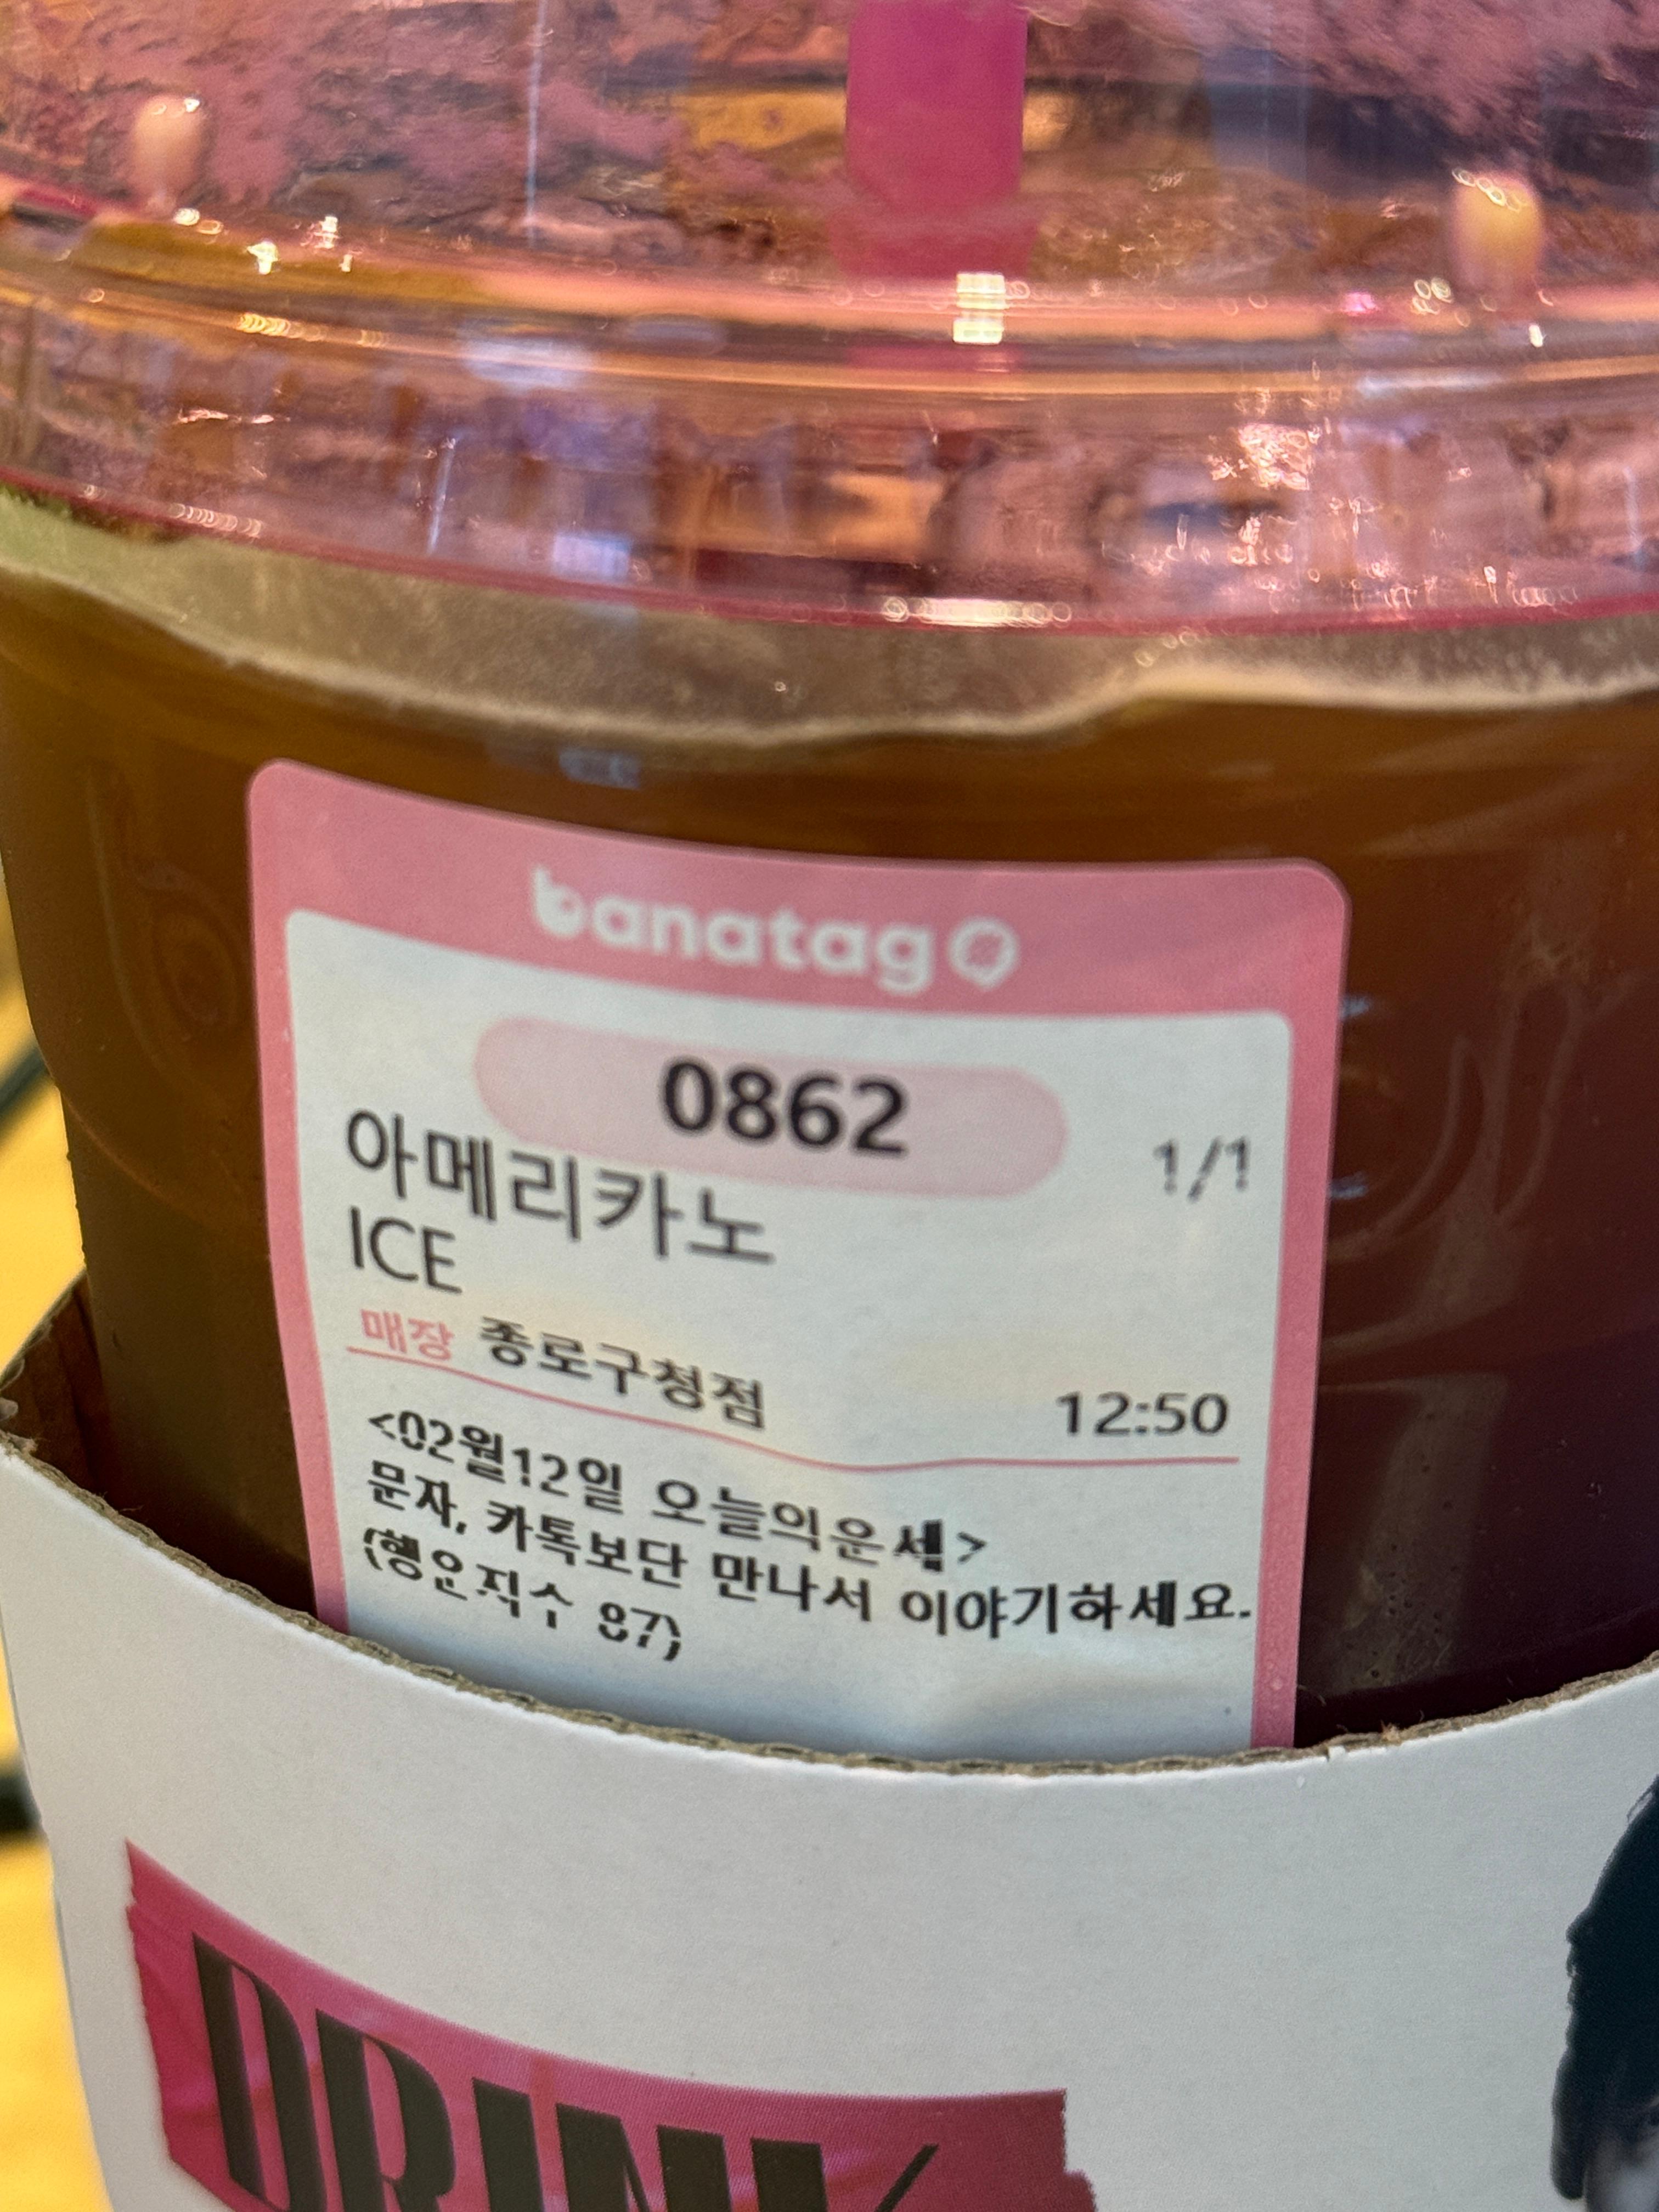 banatag
0862
아메리카노
1/1
ICE
매장 종로구청점
12:50
<02월12일 오늘의운세>
문자, 카톡보단 만나서 이야기하세요.
(행운지수 87)
DRINK